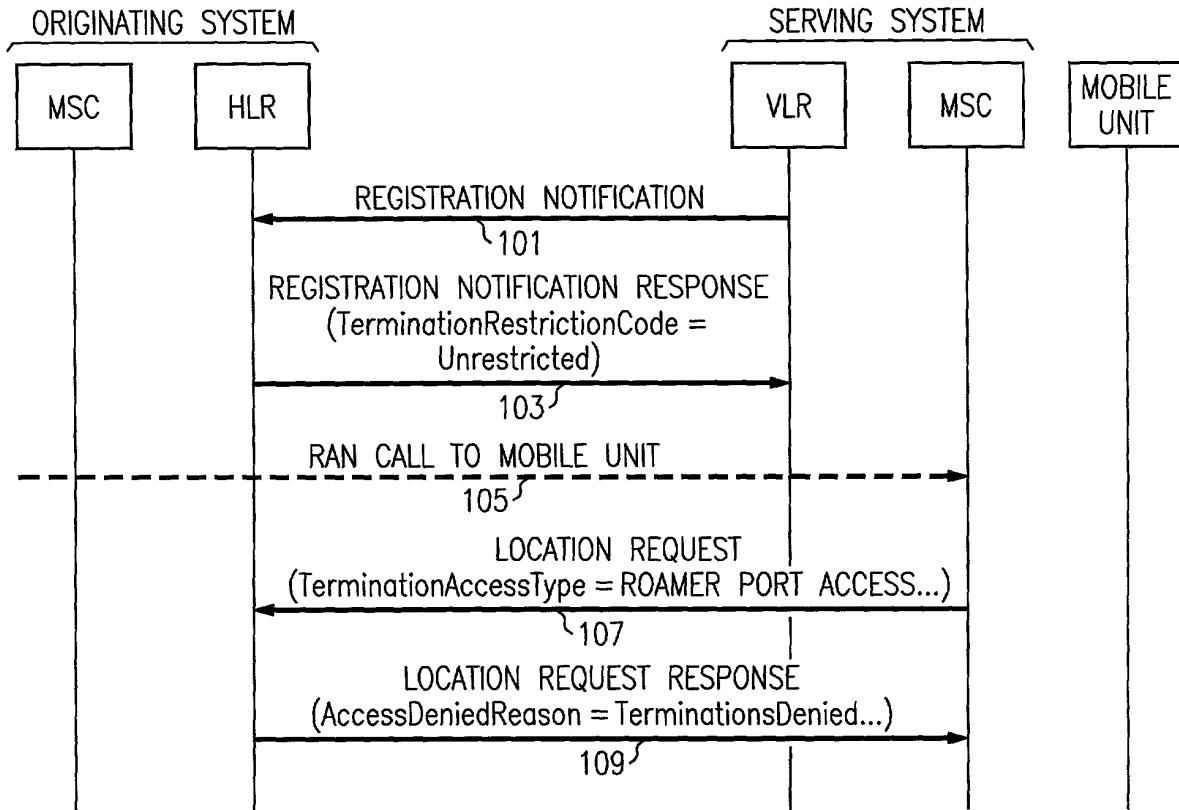 ORIGINATING SYSTEM
SERVING SYSTEM
MSC
HLR
VLR
MSC
MOBILE
UNIT
REGISTRATION NOTIFICATION
101
REGISTRATION NOTIFICATION RESPONSE
(TerminationRestrictionCode =
Unrestricted)
103
RAN CALL TO MOBILE UNIT
105
LOCATION REQUEST
(TerminationAccessType = ROAMER PORT ACCESS...)
107
LOCATION REQUEST RESPONSE
(AccessDeniedReason = TerminationsDenied...)
109